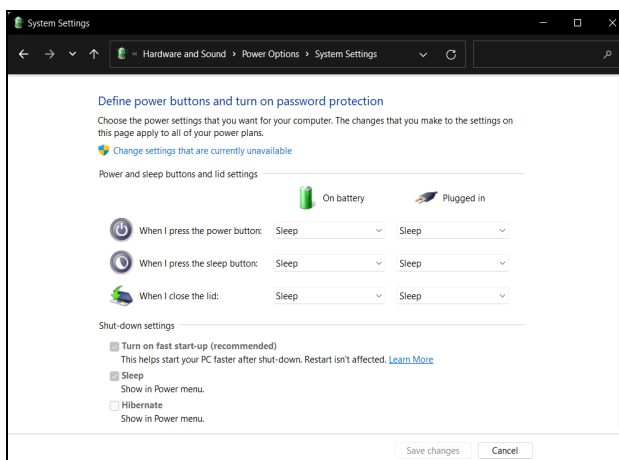 System Settings
« Hardware and Sound › Power Options › System Settings
Define power buttons and turn on password protection
Choose the power settings that you want for your computer. The changes that you make to the settings on
this page apply to all of your power plans.
Change settings that are currently unavailable
Power and sleep buttons and lid settings
On battery Plugged in
When I press the power button: Sleep Sleep
When I press the sleep button: Sleep Sleep
When I close the lid: Sleep Sleep
Shut-down settings
Turn on fast start-up (recommended)
This helps start your PC faster after shut-down. Restart isn't affected. Learn More
Sleep
Show in Power menu.
Hibernate
Show in Power menu.
Save changes Cancel